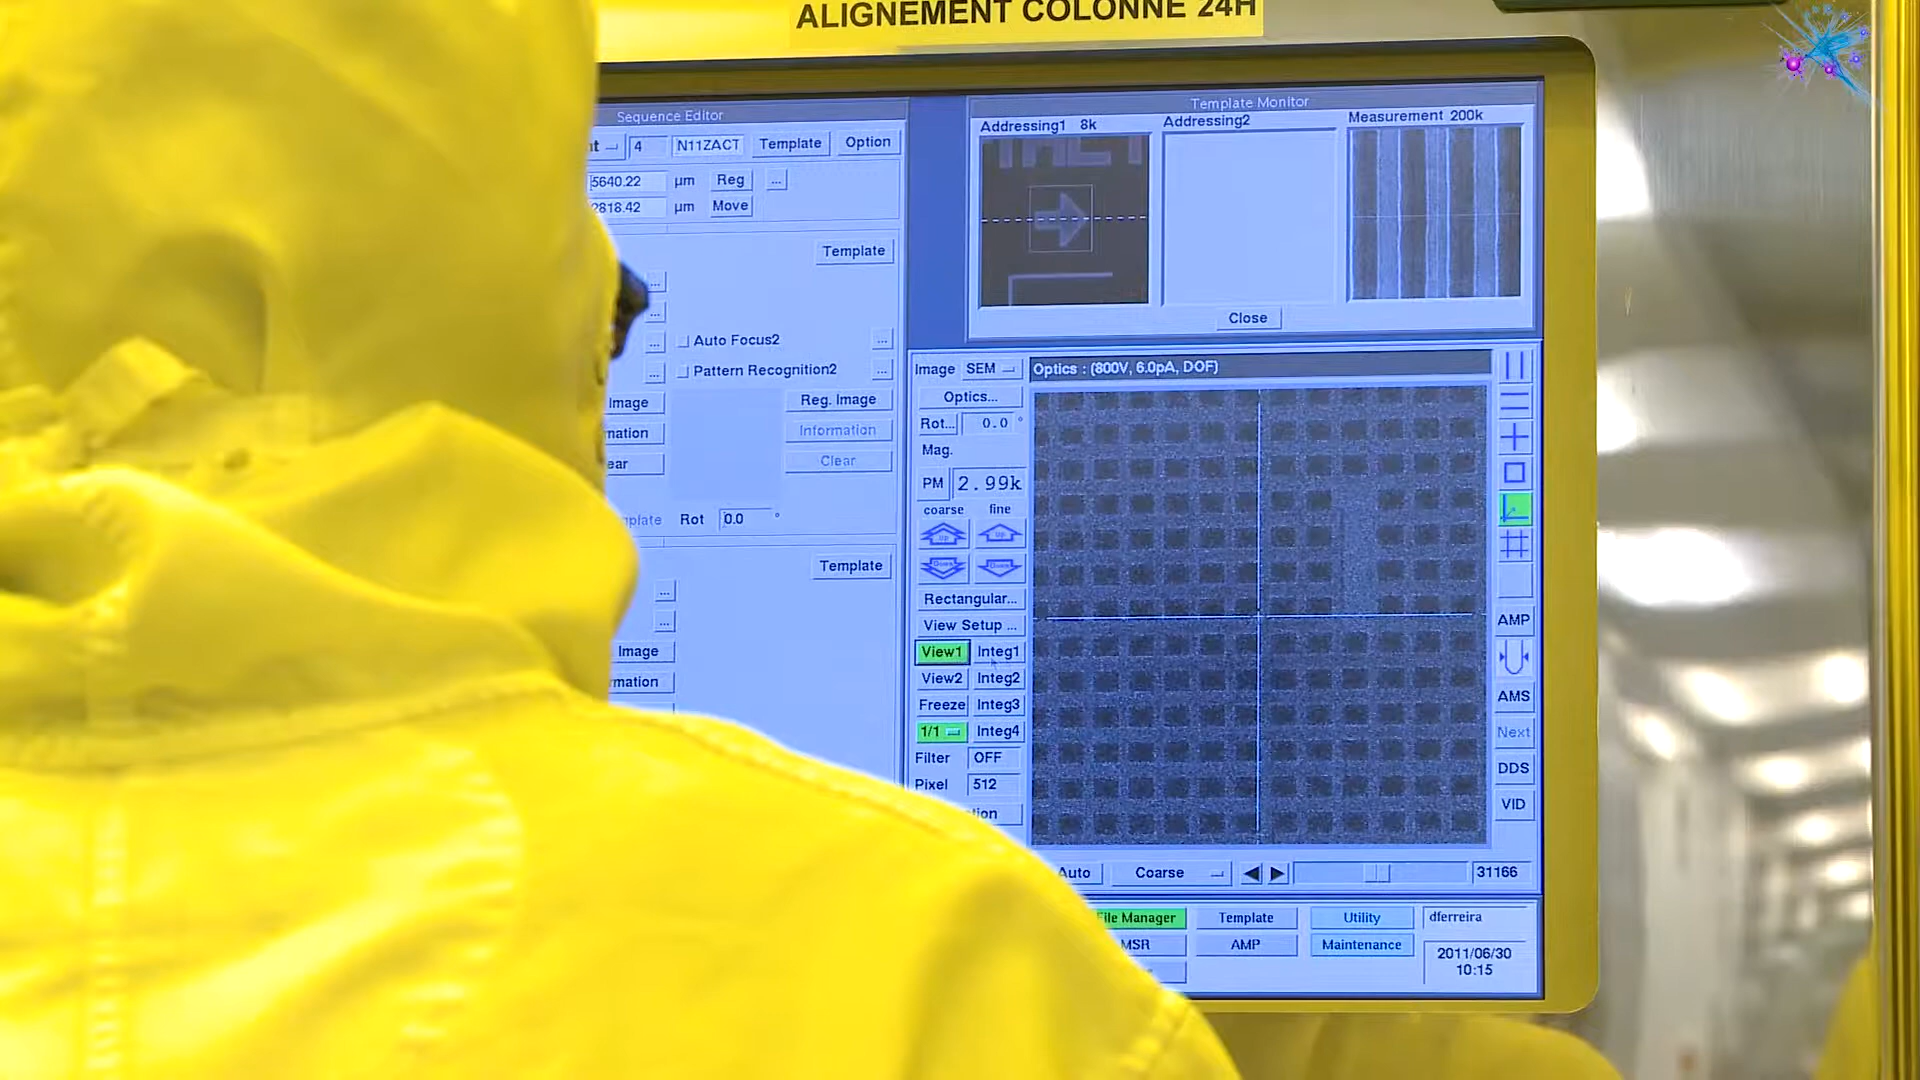 ALIGNEMENT COLONNE 24H
Sequence Editor
4 N11ZACT Template Option
5640.22 µm Reg ...
2818.42 µm Move
Template
...
...
... Auto Focus2 ...
... Pattern Recognition2 ...
Image Reg. Image
Information
Clear
Rot 0.0 °
Template
...
...
Image
Template Monitor
Addressing1 8k Addressing2 Measurement 200k
Close
Image SEM Optics : (800V, 6.0pA, DOF)
Optics...
Rot... 0.0 °
Mag.
PM 2.99k
coarse fine
Up Up
Down Down
Rectangular...
View Setup ...
View1 Integ1
View2 Integ2
Freeze Integ3
1/1 Integ4
Filter OFF
Pixel 512
AMP
AMS
Next
DDS
VID
Auto Coarse 31166
File Manager Template Utility dferreira
MSR AMP Maintenance 2011/06/30
10:15